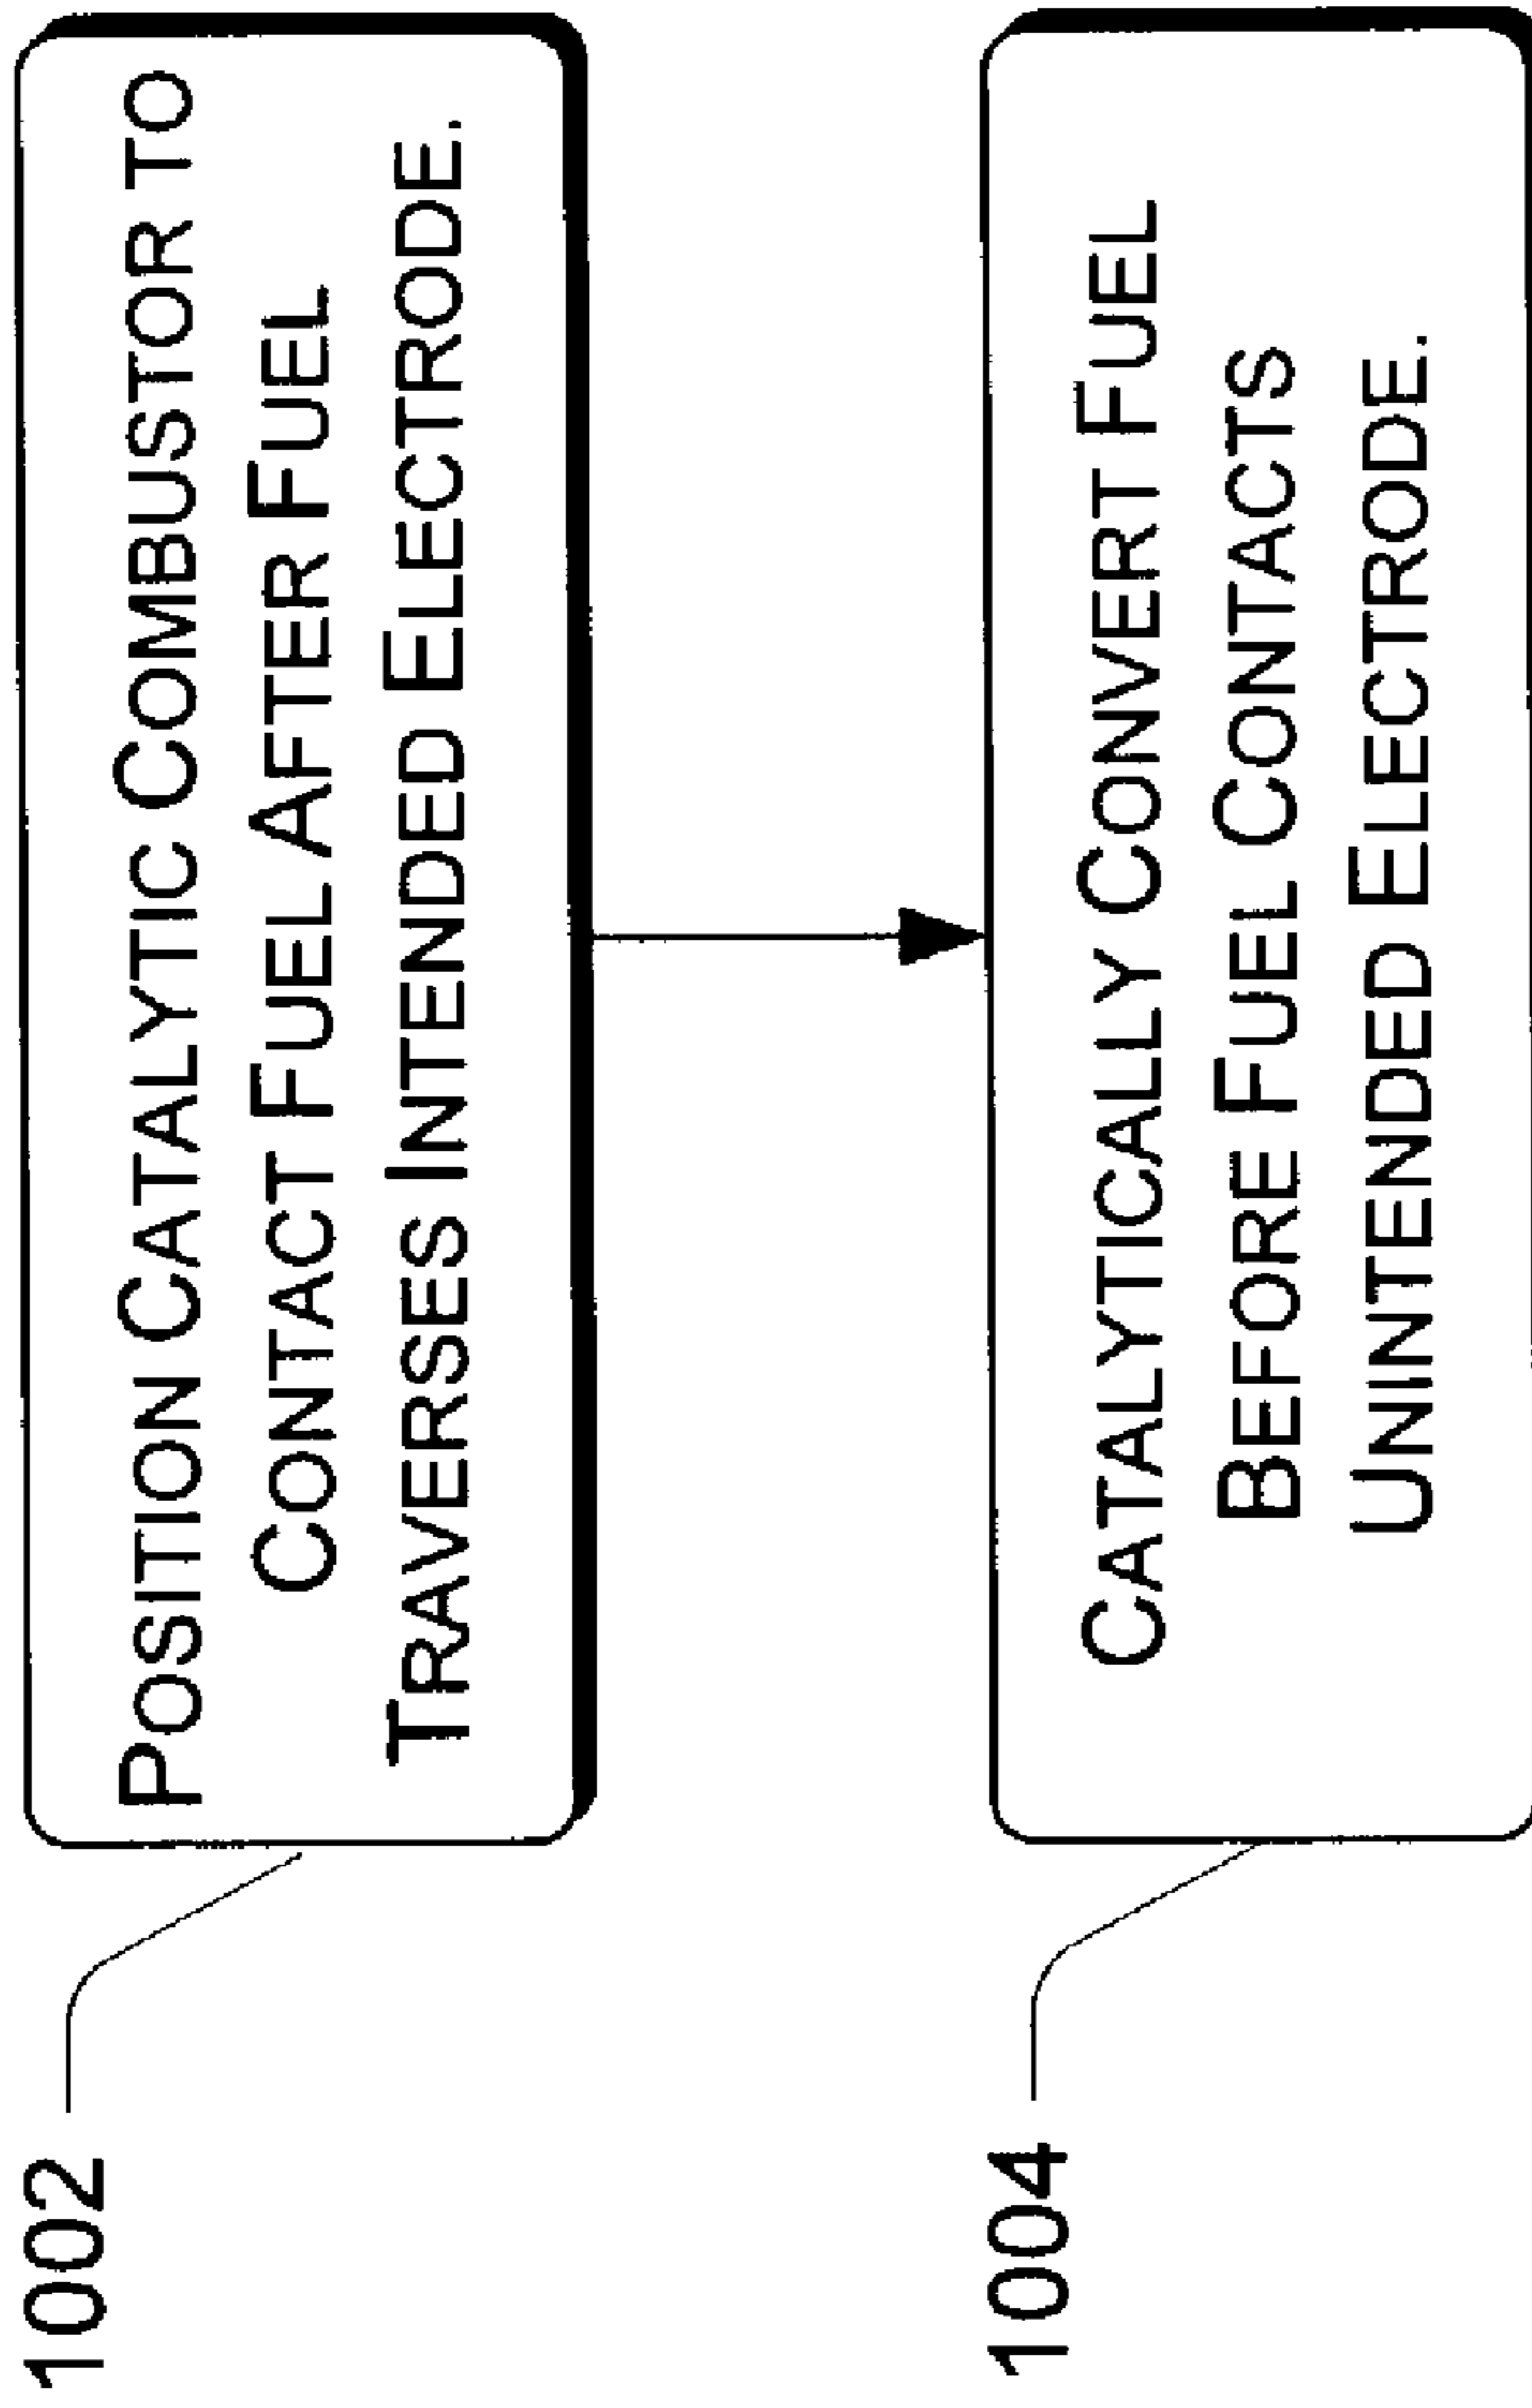 1002
POSITION CATALYTIC COMBUSTOR TO
CONTACT FUEL AFTER FUEL
TRAVERSES INTENDED ELECTRODE.
1004
CATALYTICALLY CONVERT FUEL
BEFORE FUEL CONTACTS
UNINTENDED ELECTRODE.